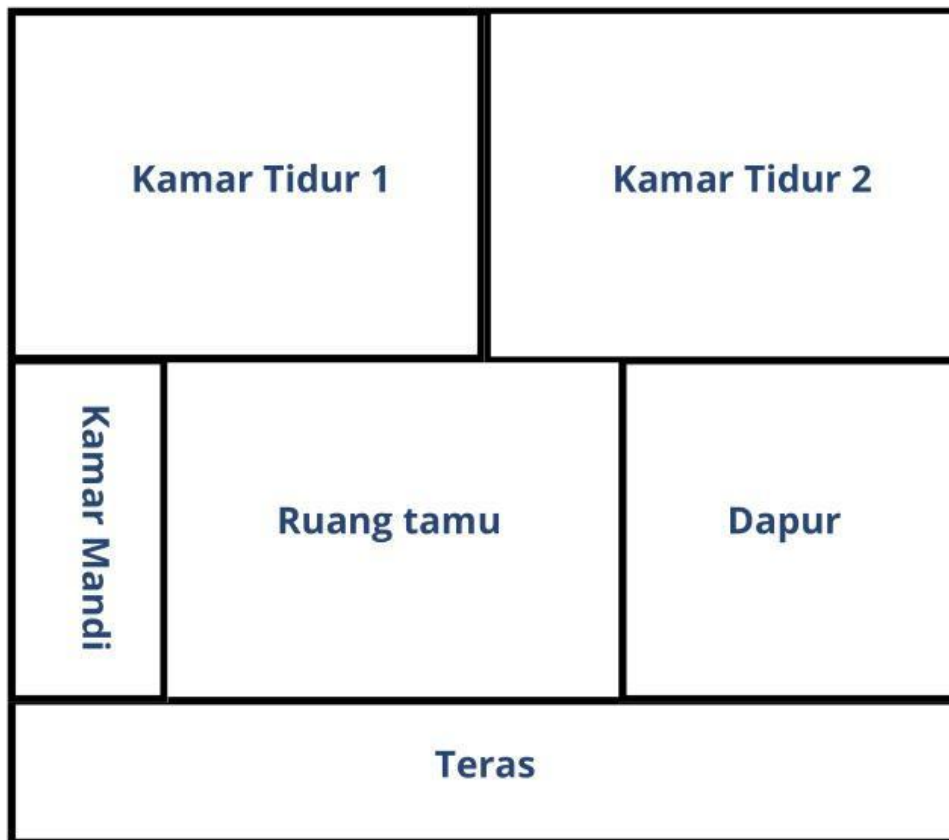 Kamar Tidur 1
Kamar Tidur 2
Kamar Mandi
Ruang tamu
Dapur
Teras